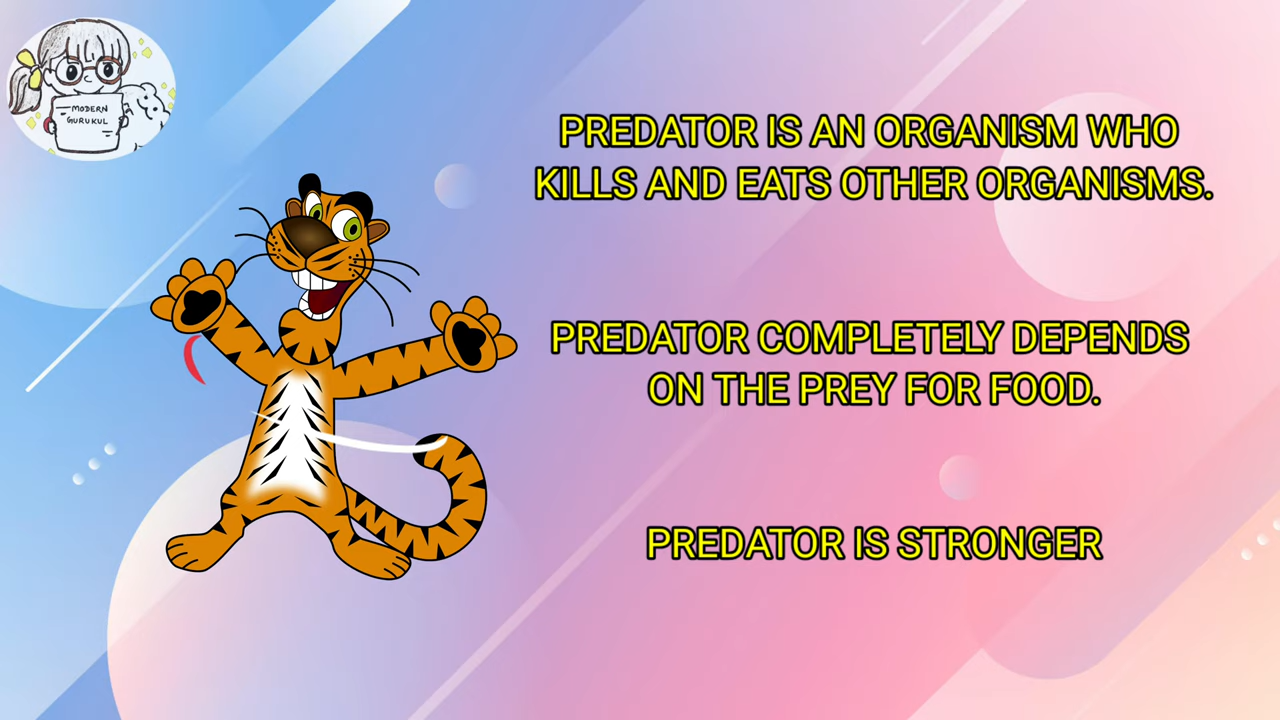 MODERN
GURUKUL
PREDATOR IS AN ORGANISM WHO
KILLS AND EATS OTHER ORGANISMS.
PREDATOR COMPLETELY DEPENDS
ON THE PREY FOR FOOD.
PREDATOR IS STRONGER